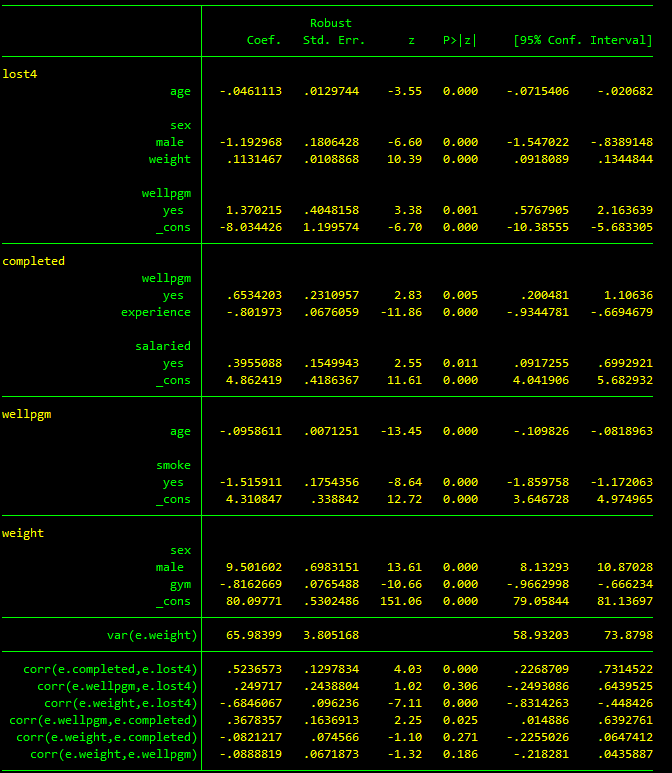 Robust
Coef. Std. Err. z P>|z| [95% Conf. Interval]
lost4
age -.0461113 .0129744 -3.55 0.000 -.0715406 -.020682
sex
male -1.192968 .1806428 -6.60 0.000 -1.547022 -.8389148
weight .1131467 .0108868 10.39 0.000 .0918089 .1344844
wellpgm
yes 1.370215 .4048158 3.38 0.001 .5767905 2.163639
_cons -8.034426 1.199574 -6.70 0.000 -10.38555 -5.683305
completed
wellpgm
yes .6534203 .2310957 2.83 0.005 .200481 1.10636
experience -.801973 .0676059 -11.86 0.000 -.9344781 -.6694679
salaried
yes .3955088 .1549943 2.55 0.011 .0917255 .6992921
_cons 4.862419 .4186367 11.61 0.000 4.041906 5.682932
wellpgm
age -.0958611 .0071251 -13.45 0.000 -.109826 -.0818963
smoke
yes -1.515911 .1754356 -8.64 0.000 -1.859758 -1.172063
_cons 4.310847 .338842 12.72 0.000 3.646728 4.974965
weight
sex
male 9.501602 .6983151 13.61 0.000 8.13293 10.87028
gym -.8162669 .0765488 -10.66 0.000 -.9662998 -.666234
_cons 80.09771 .5302486 151.06 0.000 79.05844 81.13697
var(e.weight) 65.98399 3.805168 58.93203 73.8798
corr(e.completed,e.lost4) .5236573 .1297834 4.03 0.000 .2268709 .7314522
corr(e.wellpgm,e.lost4) .249717 .2438804 1.02 0.306 -.2493086 .6439525
corr(e.weight,e.lost4) -.6846067 .096236 -7.11 0.000 -.8314263 -.448426
corr(e.wellpgm,e.completed) .3678357 .1636913 2.25 0.025 .014886 .6392761
corr(e.weight,e.completed) -.0821217 .074566 -1.10 0.271 -.2255026 .0647412
corr(e.weight,e.wellpgm) -.0888819 .0671873 -1.32 0.186 -.218281 .0435887